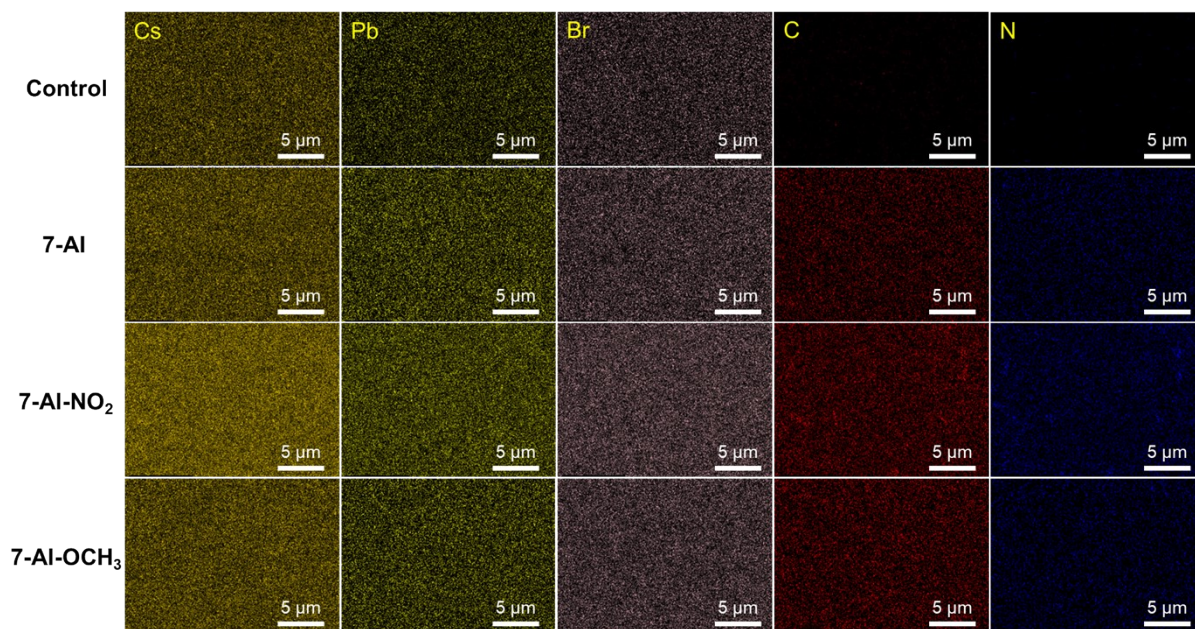 Cs Pb Br C N
Control 5 µm 5 µm 5 µm 5 µm 5 µm
7-AI 5 µm 5 µm 5 µm 5 µm 5 µm
7-AI-NO₂ 5 µm 5 µm 5 µm 5 µm 5 µm
7-AI-OCH₃ 5 µm 5 µm 5 µm 5 µm 5 µm